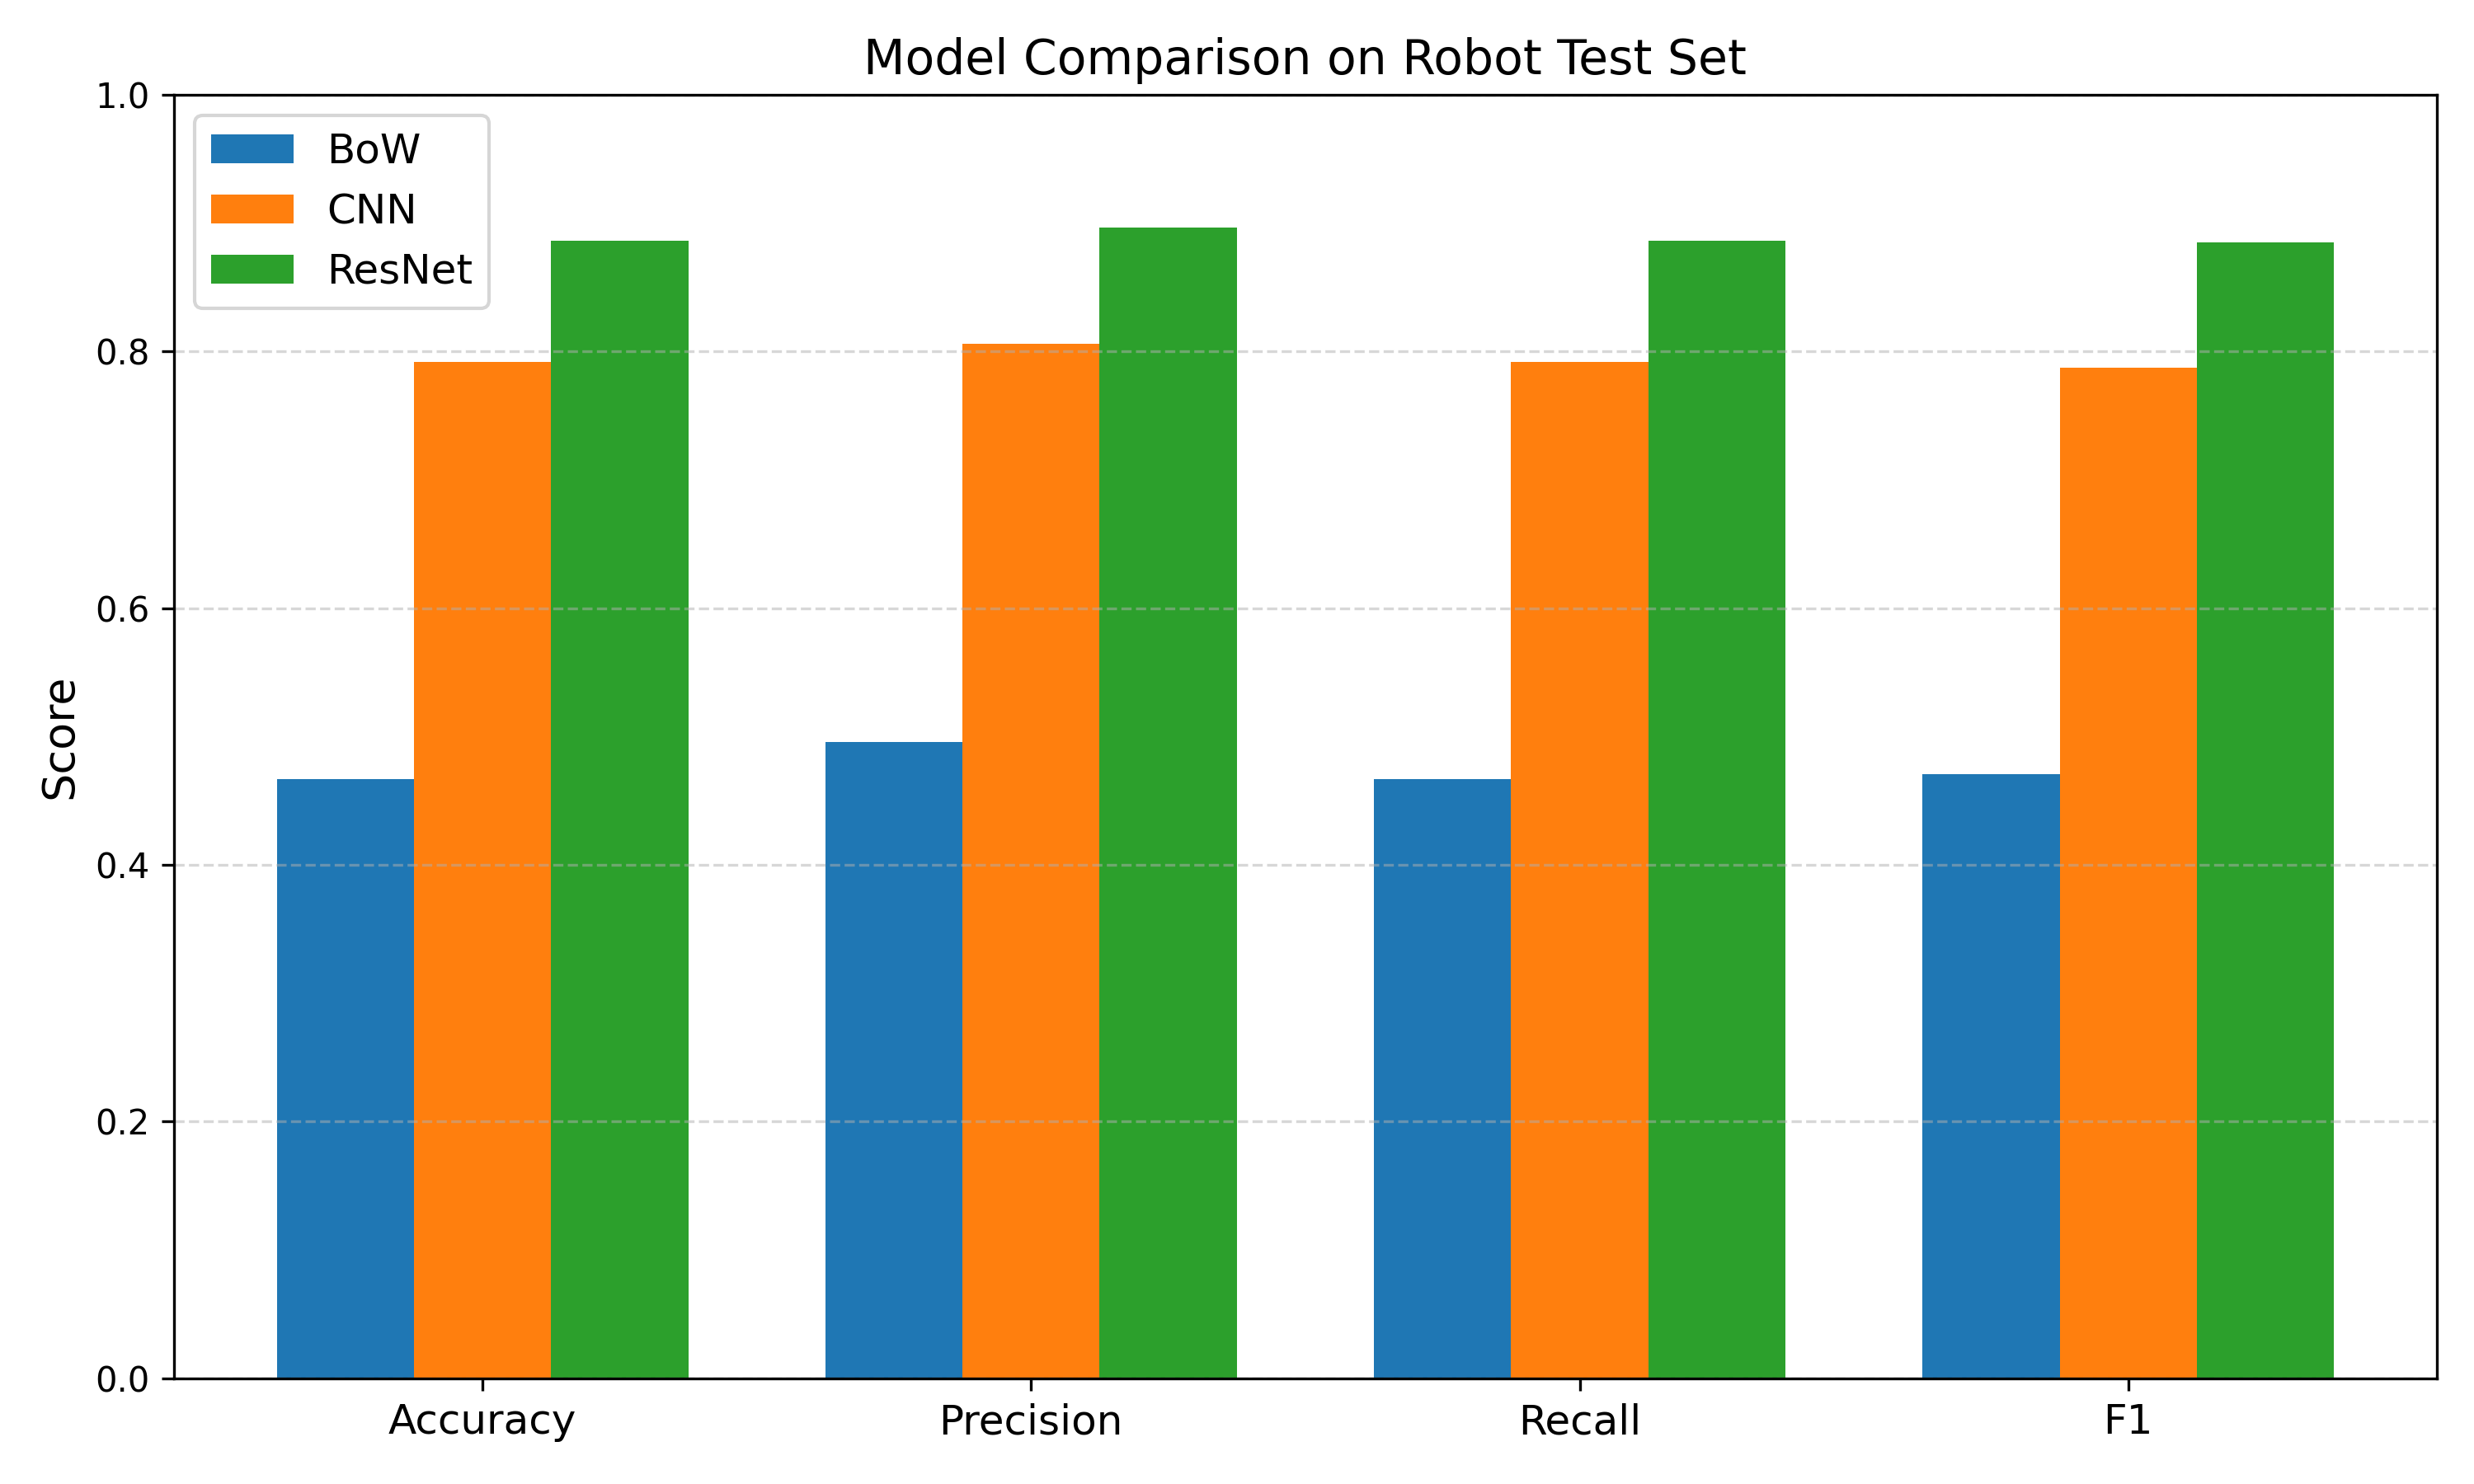 Model Comparison on Robot Test Set
1.0
0.8
0.6
0.4
0.2
0.0
Score
BoW
CNN
ResNet
Accuracy
Precision
Recall
F1